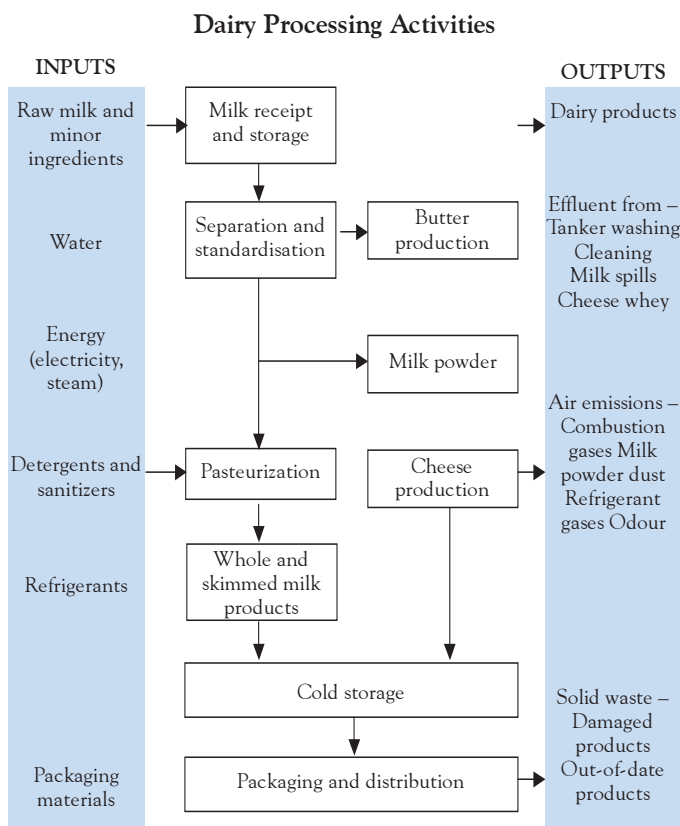 Dairy Processing Activities
INPUTS
Raw milk and
minor
ingredients
Water
Energy
(electricity,
steam)
Detergents and
sanitizers
Refrigerants
Packaging
materials
Milk receipt
and storage
Separation and
standardisation
Butter
production
Milk powder
Pasteurization
Cheese
production
Whole and
skimmed milk
products
Cold storage
Packaging and distribution
OUTPUTS
Dairy products
Effluent from –
Tanker washing
Cleaning
Milk spills
Cheese whey
Air emissions –
Combustion
gases Milk
powder dust
Refrigerant
gases Odour
Solid waste –
Damaged
products
Out-of-date
products